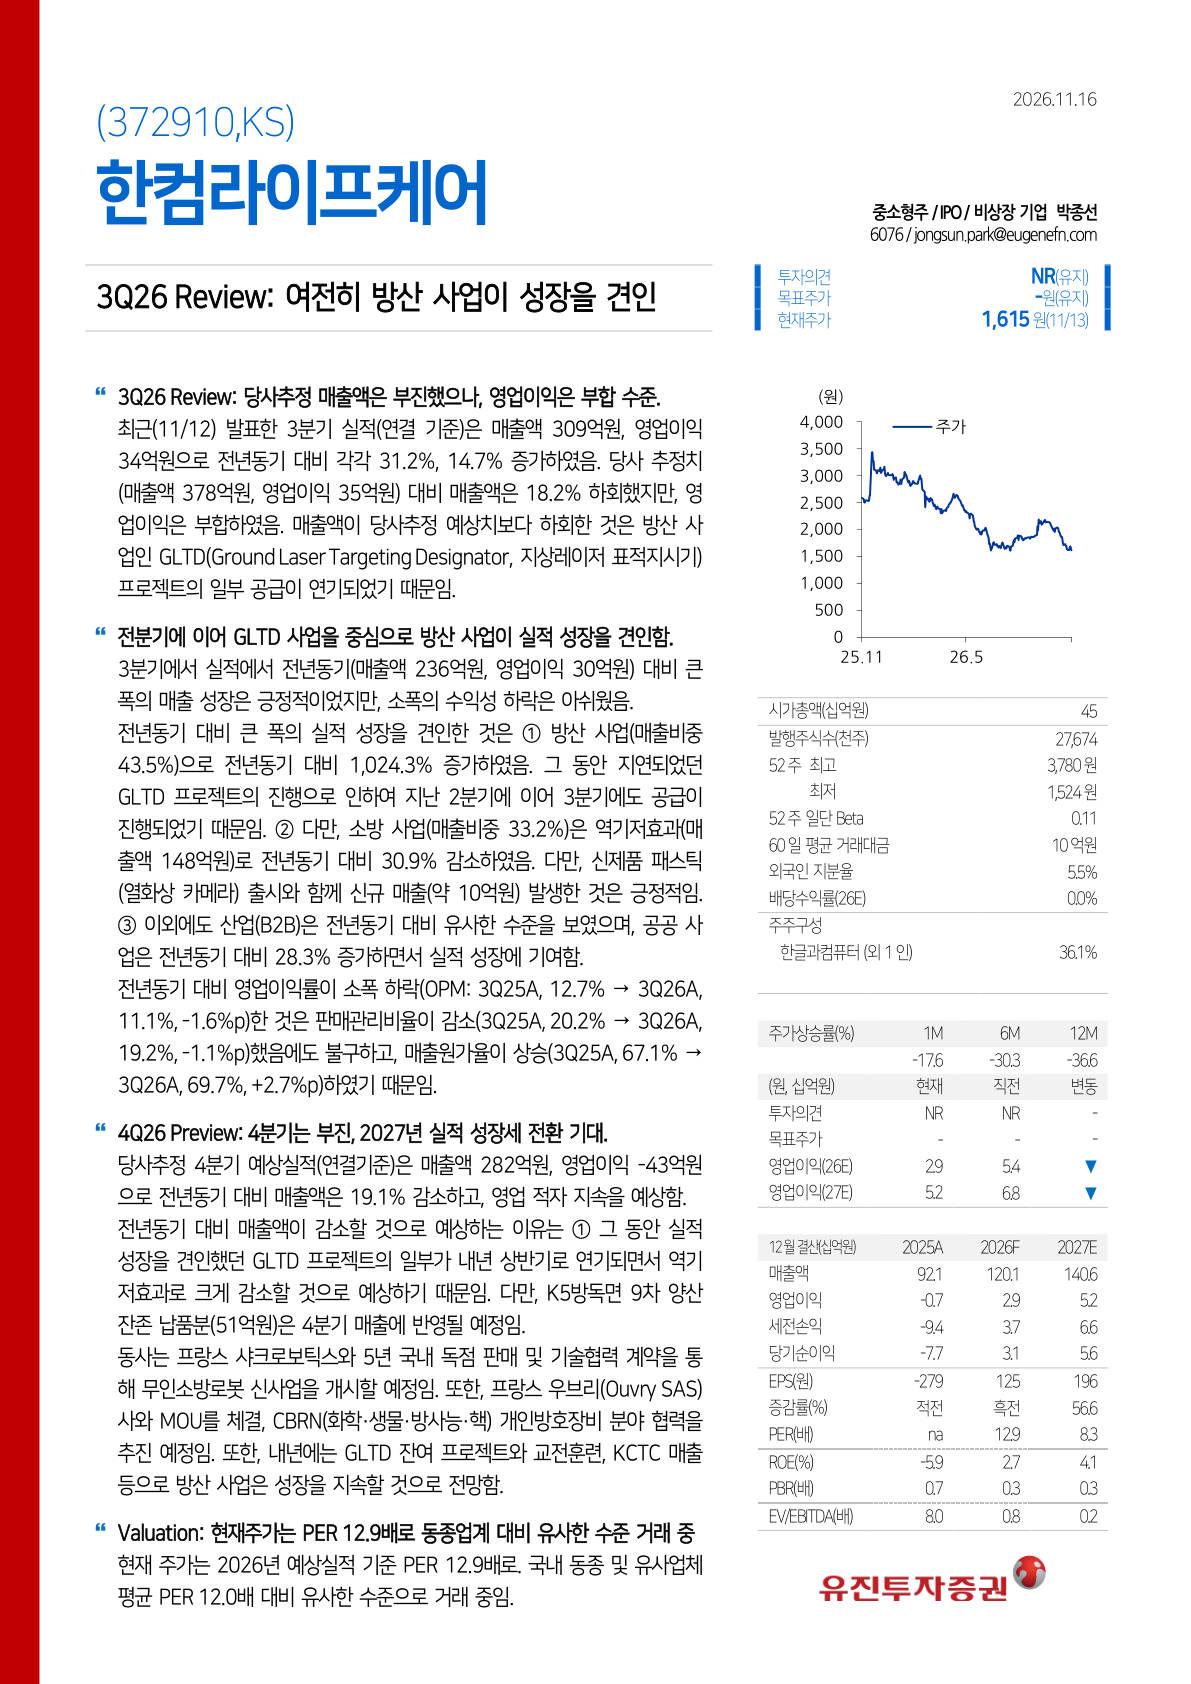 2026.11.16
(372910,KS)
한컴라이프케어
중소형주 / IPO / 비상장 기업 박종선
6076 / jongsun.park@eugenefn.com
3Q26 Review: 여전히 방산 사업이 성장을 견인
투자의견 NR(유지)
목표주가 -원(유지)
현재주가 1,615 원(11/13)
“ 3Q26 Review: 당사추정 매출액은 부진했으나, 영업이익은 부합 수준.
최근(11/12) 발표한 3분기 실적(연결 기준)은 매출액 309억원, 영업이익
34억원으로 전년동기 대비 각각 31.2%, 14.7% 증가하였음. 당사 추정치
(매출액 378억원, 영업이익 35억원) 대비 매출액은 18.2% 하회했지만, 영
업이익은 부합하였음. 매출액이 당사추정 예상치보다 하회한 것은 방산 사
업인 GLTD(Ground Laser Targeting Designator, 지상레이저 표적지시기)
프로젝트의 일부 공급이 연기되었기 때문임.
“ 전분기에 이어 GLTD 사업을 중심으로 방산 사업이 실적 성장을 견인함.
3분기에서 실적에서 전년동기(매출액 236억원, 영업이익 30억원) 대비 큰
폭의 매출 성장은 긍정적이었지만, 소폭의 수익성 하락은 아쉬웠음.
전년동기 대비 큰 폭의 실적 성장을 견인한 것은 ① 방산 사업(매출비중
43.5%)으로 전년동기 대비 1,024.3% 증가하였음. 그 동안 지연되었던
GLTD 프로젝트의 진행으로 인하여 지난 2분기에 이어 3분기에도 공급이
진행되었기 때문임. ② 다만, 소방 사업(매출비중 33.2%)은 역기저효과(매
출액 148억원)로 전년동기 대비 30.9% 감소하였음. 다만, 신제품 패스틱
(열화상 카메라) 출시와 함께 신규 매출(약 10억원) 발생한 것은 긍정적임.
③ 이외에도 산업(B2B)은 전년동기 대비 유사한 수준을 보였으며, 공공 사
업은 전년동기 대비 28.3% 증가하면서 실적 성장에 기여함.
전년동기 대비 영업이익률이 소폭 하락(OPM: 3Q25A, 12.7% → 3Q26A,
11.1%, -1.6%p)한 것은 판매관리비율이 감소(3Q25A, 20.2% → 3Q26A,
19.2%, -1.1%p)했음에도 불구하고, 매출원가율이 상승(3Q25A, 67.1% →
3Q26A, 69.7%, +2.7%p)하였기 때문임.
“ 4Q26 Preview: 4분기는 부진, 2027년 실적 성장세 전환 기대.
당사추정 4분기 예상실적(연결기준)은 매출액 282억원, 영업이익 -43억원
으로 전년동기 대비 매출액은 19.1% 감소하고, 영업 적자 지속을 예상함.
전년동기 대비 매출액이 감소할 것으로 예상하는 이유는 ① 그 동안 실적
성장을 견인했던 GLTD 프로젝트의 일부가 내년 상반기로 연기되면서 역기
저효과로 크게 감소할 것으로 예상하기 때문임. 다만, K5방독면 9차 양산
잔존 납품분(51억원)은 4분기 매출에 반영될 예정임.
동사는 프랑스 샤크로보틱스와 5년 국내 독점 판매 및 기술협력 계약을 통
해 무인소방로봇 신사업을 개시할 예정임. 또한, 프랑스 우브리(Ouvry SAS)
사와 MOU를 체결, CBRN(화학·생물·방사능·핵) 개인방호장비 분야 협력을
추진 예정임. 또한, 내년에는 GLTD 잔여 프로젝트와 교전훈련, KCTC 매출
등으로 방산 사업은 성장을 지속할 것으로 전망함.
“ Valuation: 현재주가는 PER 12.9배로 동종업계 대비 유사한 수준 거래 중
현재 주가는 2026년 예상실적 기준 PER 12.9배로. 국내 동종 및 유사업체
평균 PER 12.0배 대비 유사한 수준으로 거래 중임.
(원)
주가
4,000
3,500
3,000
2,500
2,000
1,500
1,000
500
0
25.11 26.5
시가총액(십억원) 45
발행주식수(천주) 27,674
52 주 최고 3,780 원
최저 1,524 원
52 주 일단 Beta 0.11
60 일 평균 거래대금 10 억원
외국인 지분율 5.5%
배당수익률(26E) 0.0%
주주구성
한글과컴퓨터 (외 1 인) 36.1%
주가상승률(%) 1M 6M 12M
-17.6 -30.3 -36.6
(원, 십억원) 현재 직전 변동
투자의견 NR NR -
목표주가 - - -
영업이익(26E) 2.9 5.4 ▼
영업이익(27E) 5.2 6.8 ▼
12 월 결산(십억원) 2025A 2026F 2027E
매출액 92.1 120.1 140.6
영업이익 -0.7 2.9 5.2
세전손익 -9.4 3.7 6.6
당기순이익 -7.7 3.1 5.6
EPS(원) -279 125 196
증감률(%) 적전 흑전 56.6
PER(배) na 12.9 8.3
ROE(%) -5.9 2.7 4.1
PBR(배) 0.7 0.3 0.3
EV/EBITDA(배) 8.0 0.8 0.2
유진투자증권